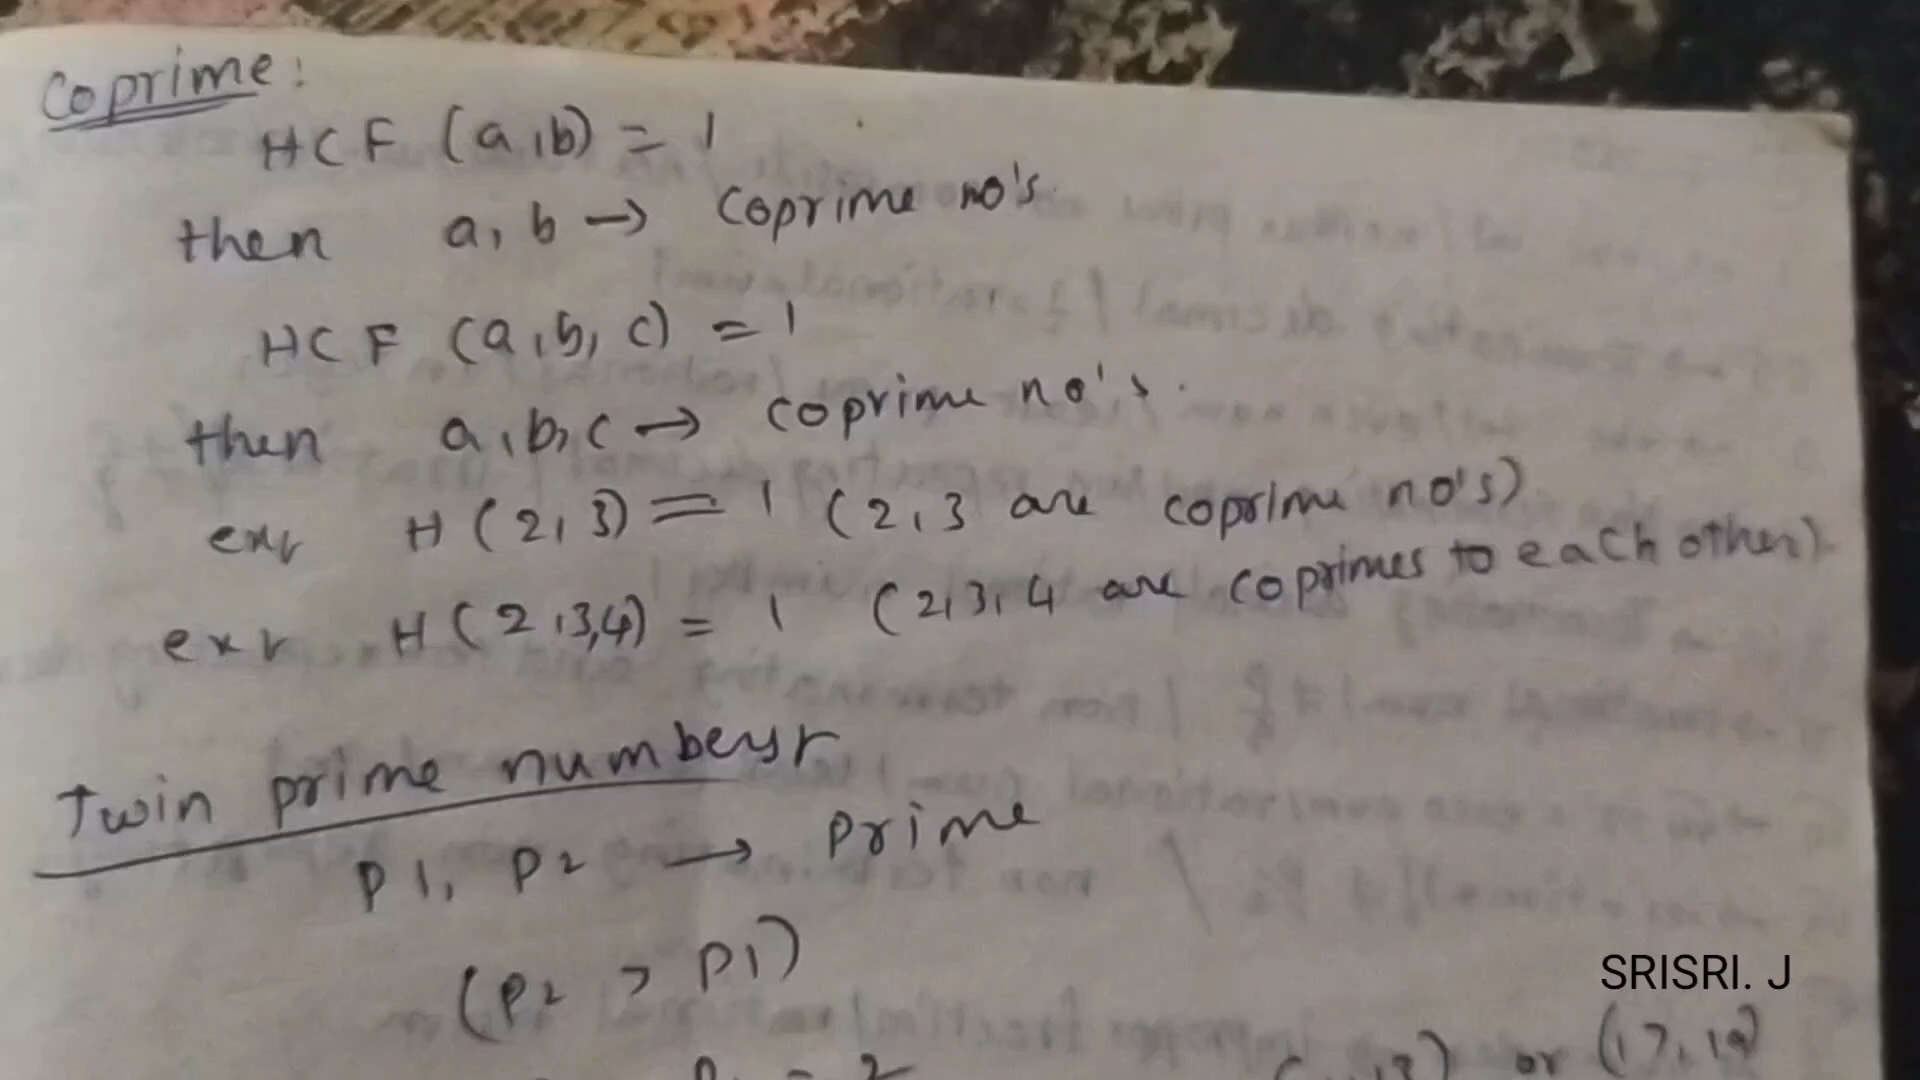 Coprime:
HCF (a,b) = 1
then a, b → coprime no's
HCF (a,b,c) = 1
then a,b,c → coprime no's.
exr H(2,3) = 1 (2,3 are coprime no's)
exr H(2,3,4) = 1 (2,3,4 are coprimes to each other).
Twin prime numbersr
P1, P2 → prime
(P2 > P1)
= 2 or (17,19)
SRISRI. J